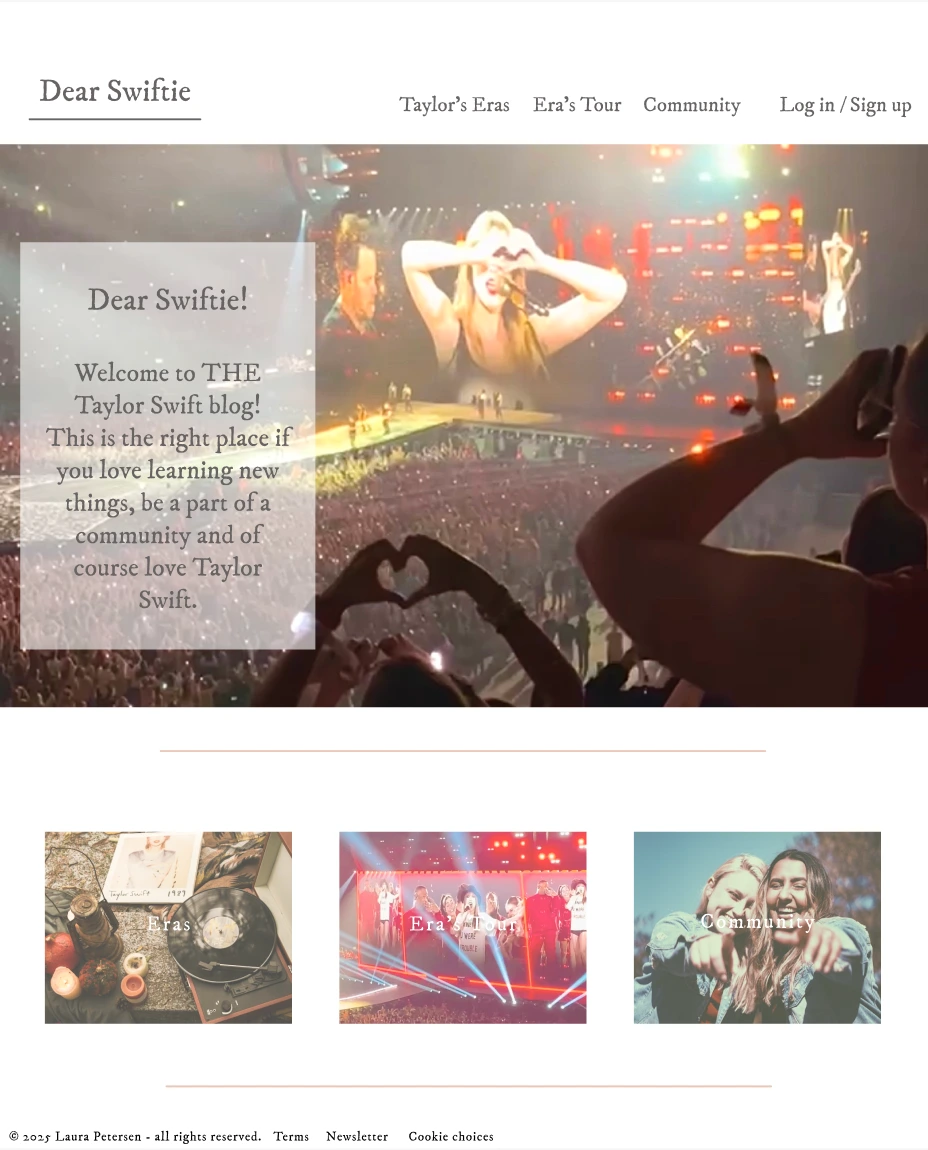 Dear Swiftie
Taylor's Eras Era's Tour Community Log in / Sign up
Dear Swiftie!
Welcome to THE
Taylor Swift blog!
This is the right place if
you love learning new
things, be a part of a
community and of
course love Taylor
Swift.
Taylor Swift 1989
Eras
Era's Tour
Community
© 2025 Laura Petersen - all rights reserved. Terms Newsletter Cookie choices